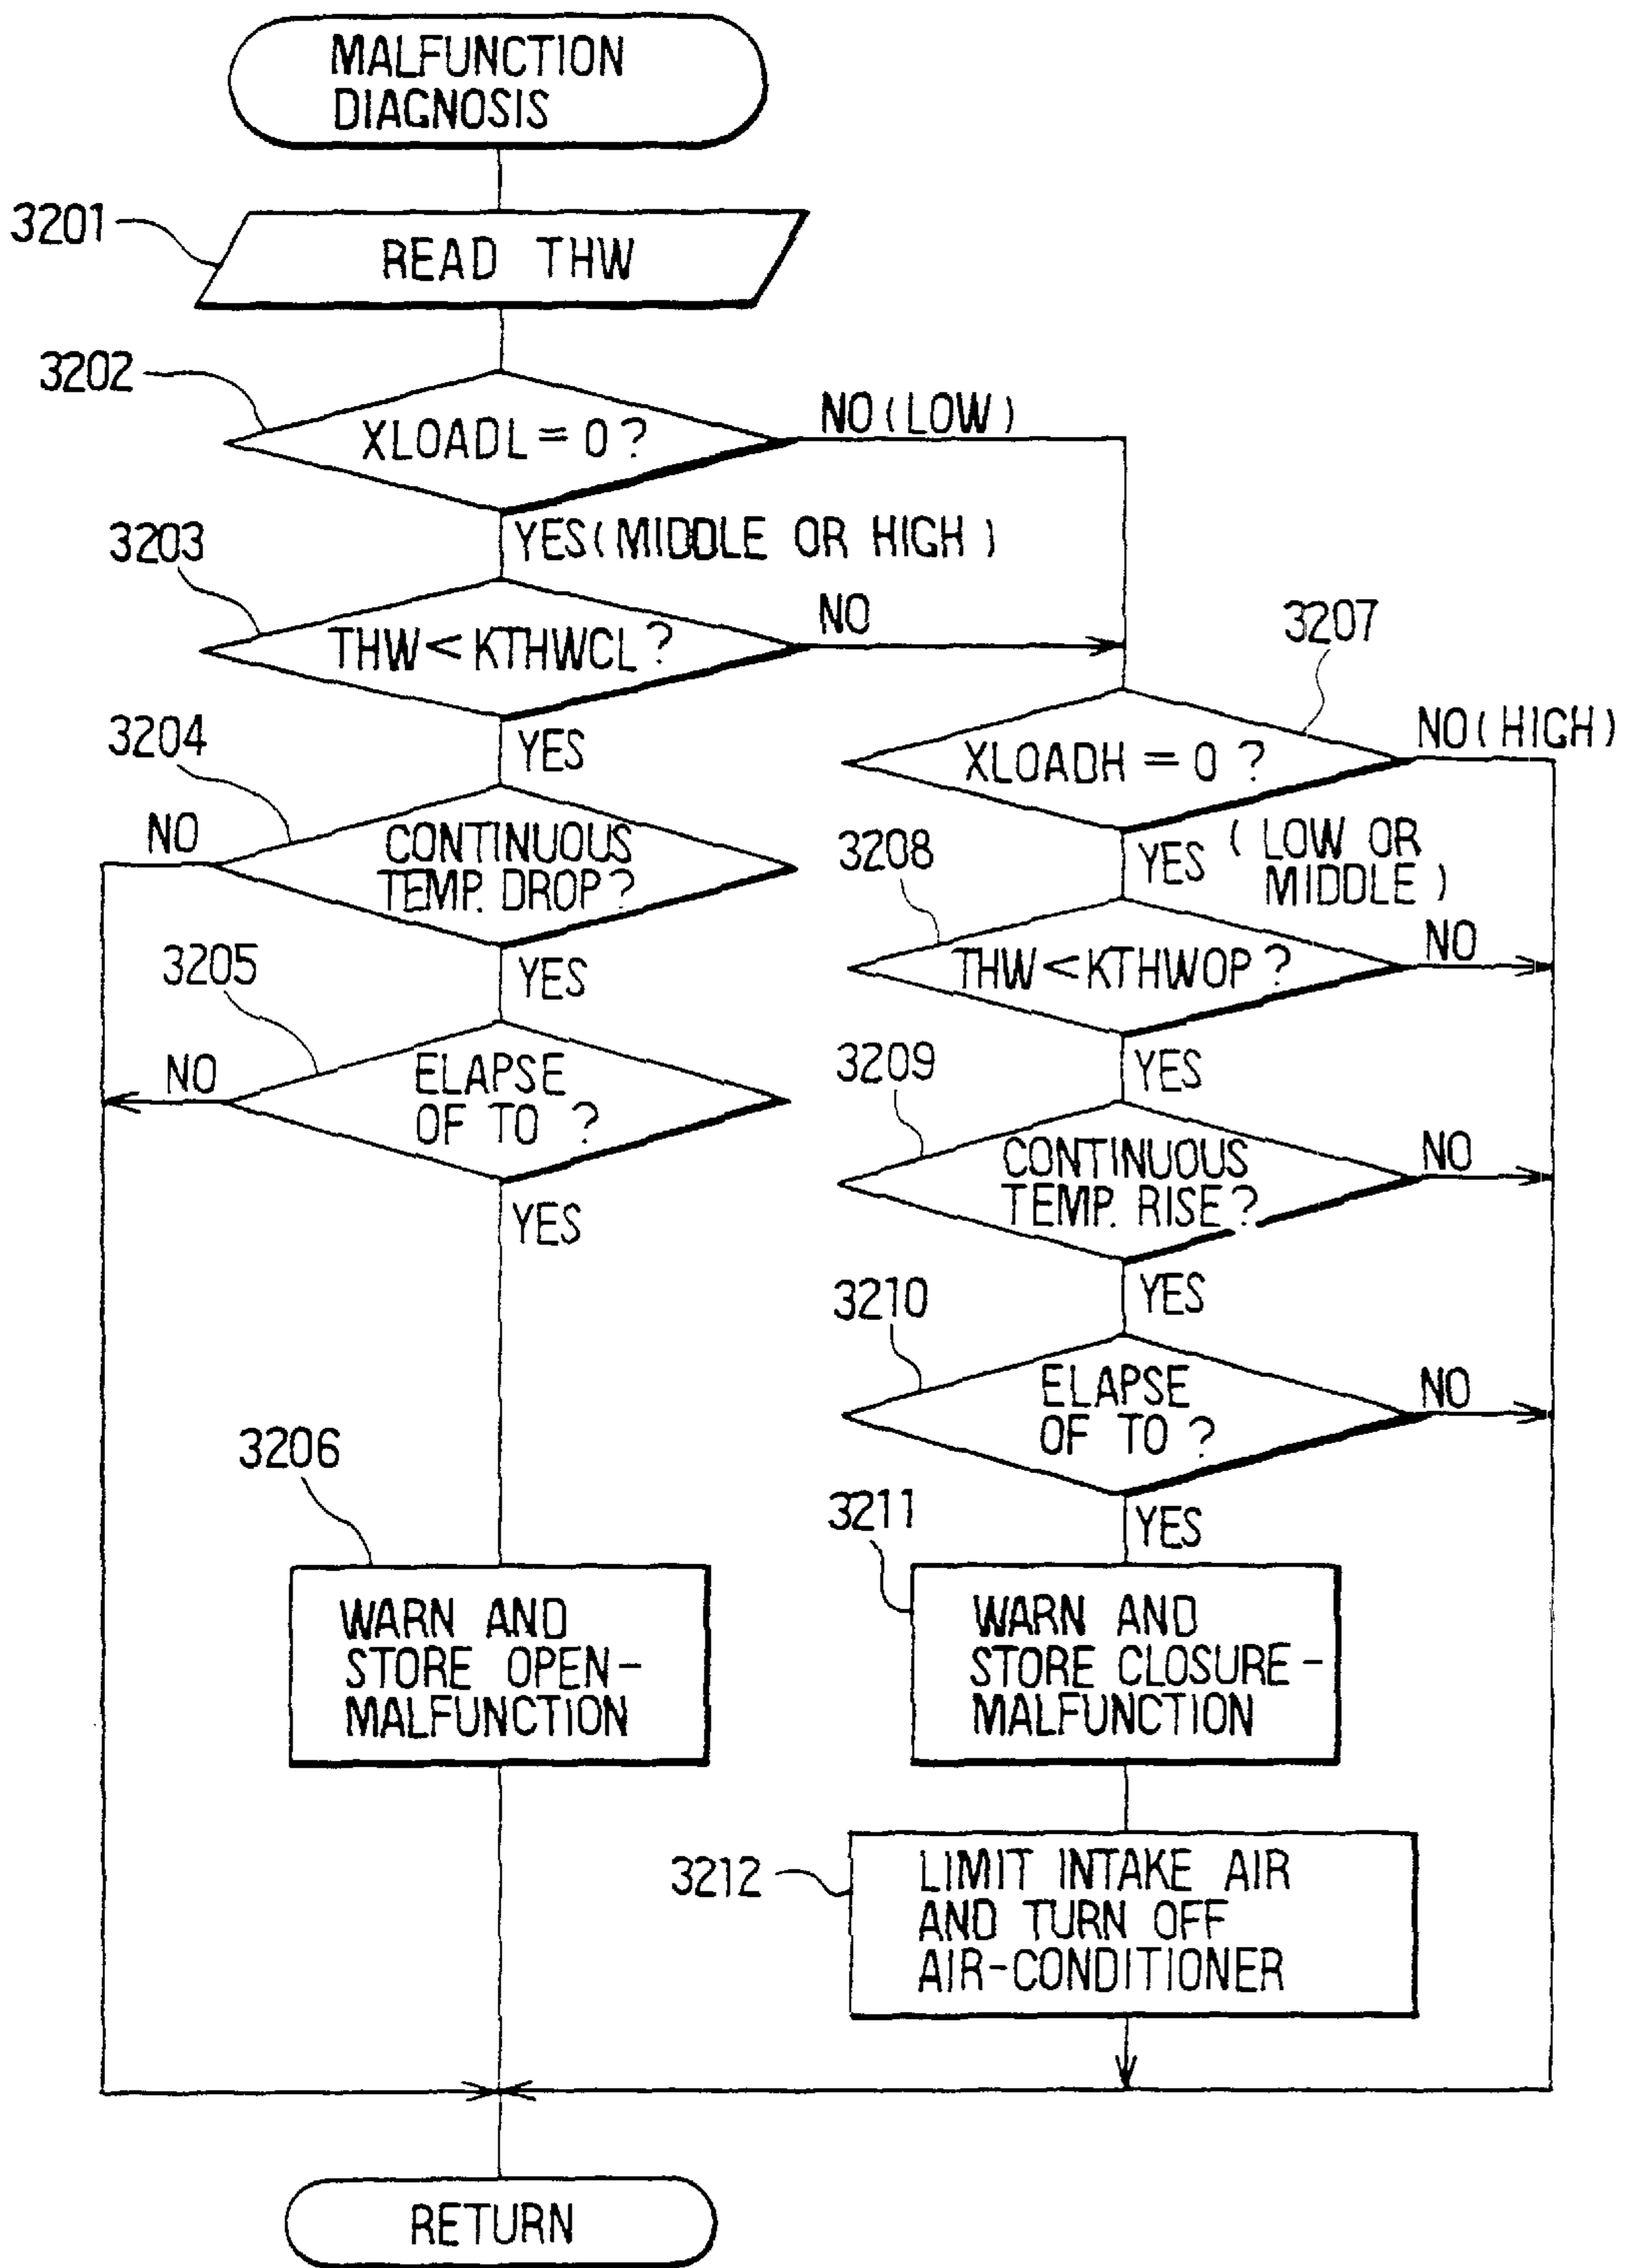 MALFUNCTION
DIAGNOSIS
3201
READ THW
3202
XLOADL = 0 ?
NO (LOW)
YES (MIDDLE OR HIGH)
3203
THW < KTHWCL ?
NO
YES
3204
CONTINUOUS
TEMP. DROP ?
NO
YES
3205
ELAPSE
OF TO ?
NO
YES
3206
WARN AND
STORE OPEN-
MALFUNCTION
3207
XLOADH = 0 ?
NO (HIGH)
YES
(LOW OR
MIDDLE)
3208
THW < KTHWOP ?
NO
YES
3209
CONTINUOUS
TEMP. RISE ?
NO
YES
3210
ELAPSE
OF TO ?
NO
YES
3211
WARN AND
STORE CLOSURE-
MALFUNCTION
3212
LIMIT INTAKE AIR
AND TURN OFF
AIR-CONDITIONER
RETURN